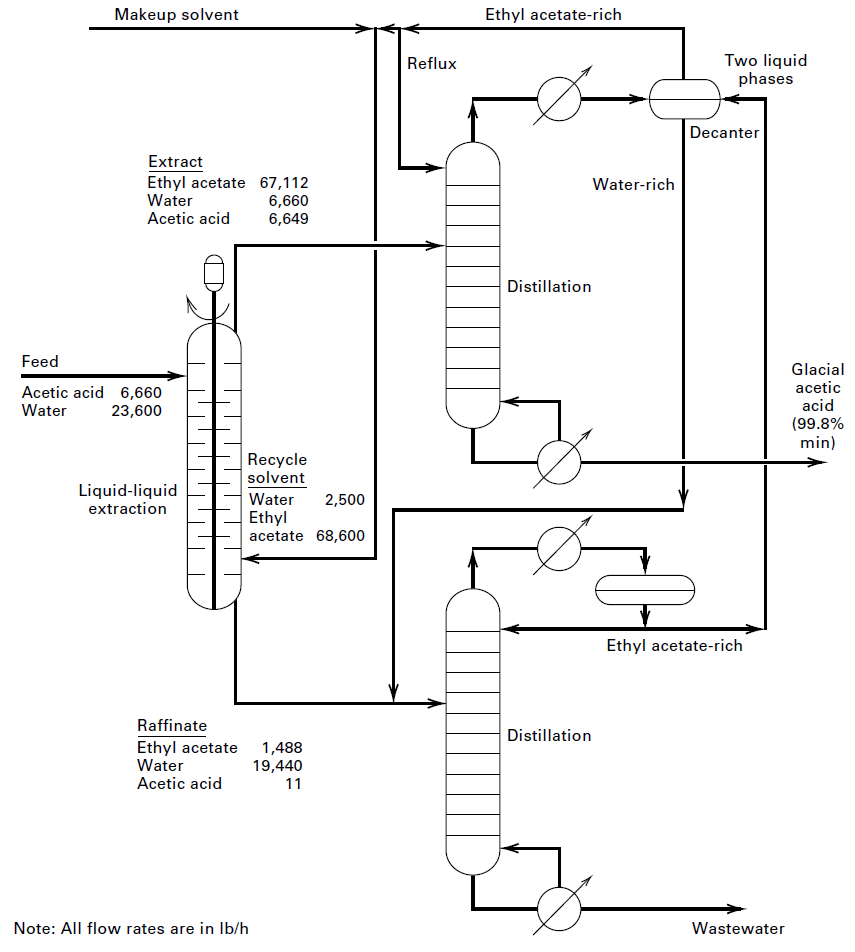 Makeup solvent
Ethyl acetate-rich
Reflux
Two liquid
phases
Decanter
Extract
Ethyl acetate 67,112
Water 6,660
Acetic acid 6,649
Water-rich
Distillation
Feed
Acetic acid 6,660
Water 23,600
Glacial
acetic
acid
(99.8%
min)
Liquid-liquid
extraction
Recycle
solvent
Water 2,500
Ethyl
acetate 68,600
Ethyl acetate-rich
Raffinate
Ethyl acetate 1,488
Water 19,440
Acetic acid 11
Distillation
Note: All flow rates are in lb/h
Wastewater